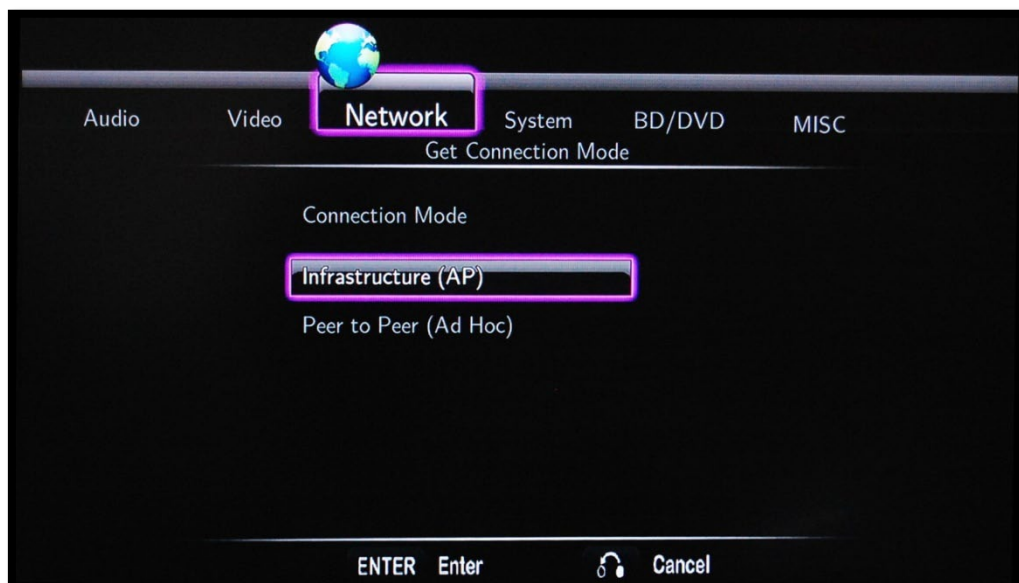 Audio Video Network System BD/DVD MISC
Get Connection Mode
Connection Mode
Infrastructure (AP)
Peer to Peer (Ad Hoc)
ENTER Enter Cancel